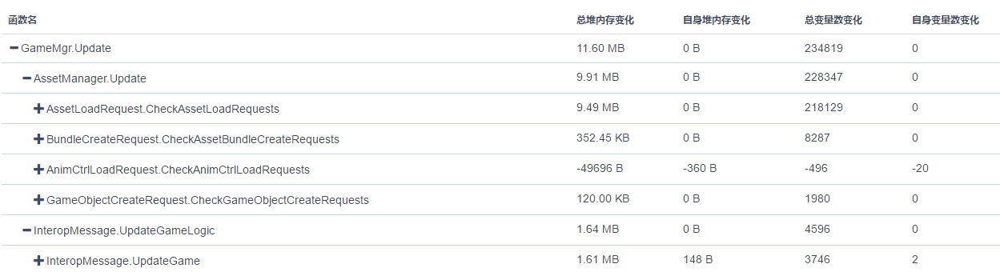 函数名 总堆内存变化 自身堆内存变化 总变量数变化 自身变量数变化
GameMgr.Update 11.60 MB 0 B 234819 0
AssetManager.Update 9.91 MB 0 B 228347 0
AssetLoadRequest.CheckAssetLoadRequests 9.49 MB 0 B 218129 0
BundleCreateRequest.CheckAssetBundleCreateRequests 352.45 KB 0 B 8287 0
AnimCtrlLoadRequest.CheckAnimCtrlLoadRequests -49696 B -360 B -496 -20
GameObjectCreateRequest.CheckGameObjectCreateRequests 120.00 KB 0 B 1980 0
InteropMessage.UpdateGameLogic 1.64 MB 0 B 4596 0
InteropMessage.UpdateGame 1.61 MB 148 B 3746 2